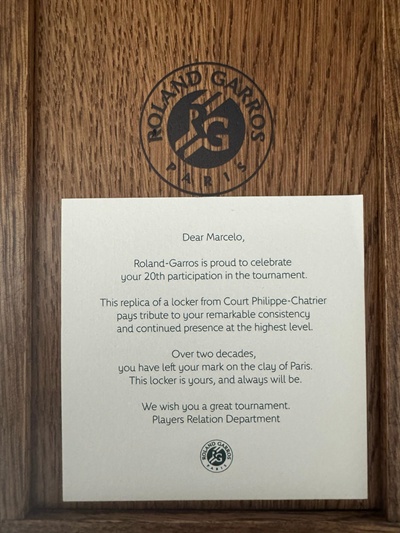 ROLAND GARROS
RG
PARIS
Dear Marcelo,
Roland-Garros is proud to celebrate
your 20th participation in the tournament.
This replica of a locker from Court Philippe-Chatrier
pays tribute to your remarkable consistency
and continued presence at the highest level.
Over two decades,
you have left your mark on the clay of Paris.
This locker is yours, and always will be.
We wish you a great tournament.
Players Relation Department
ROLAND GARROS
RG
PARIS